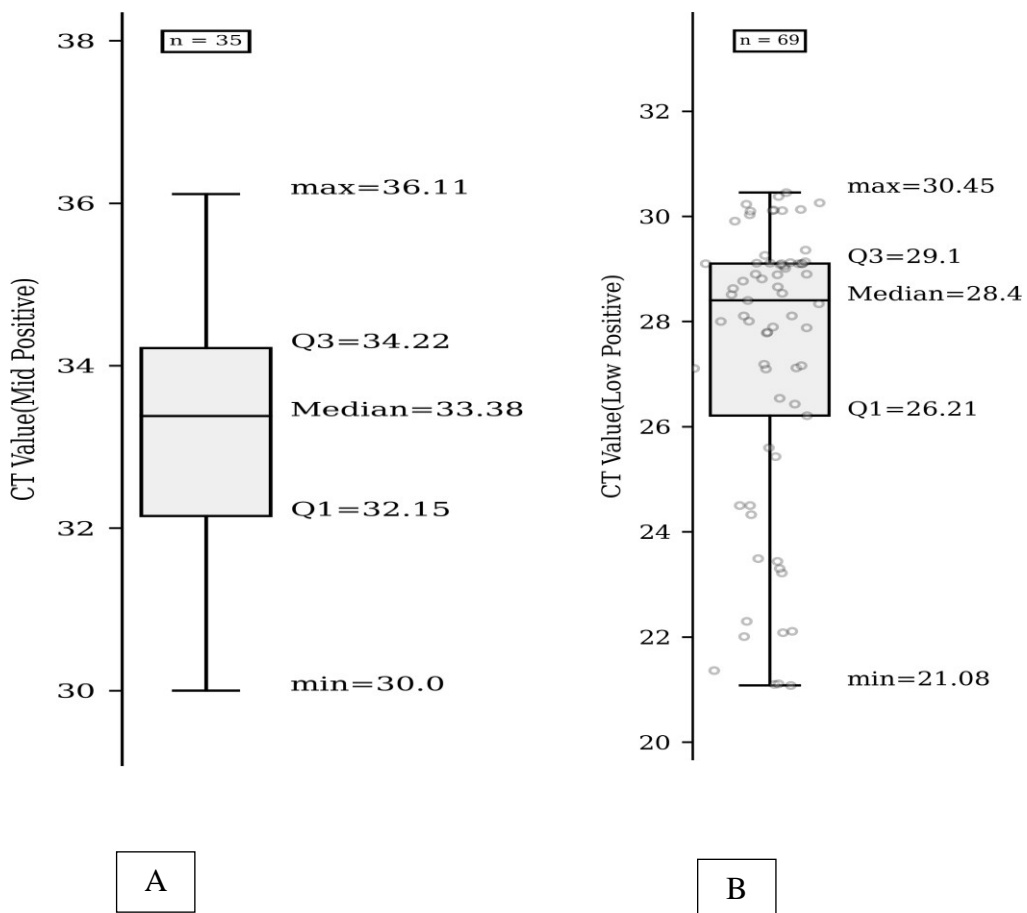 38
n = 35
36
34
32
30
CT Value(Mid Positive)
max=36.11
Q3=34.22
Median=33.38
Q1=32.15
min=30.0
A
n = 69
32
30
28
26
24
22
20
CT Value(Low Positive)
max=30.45
Q3=29.1
Median=28.4
Q1=26.21
min=21.08
B